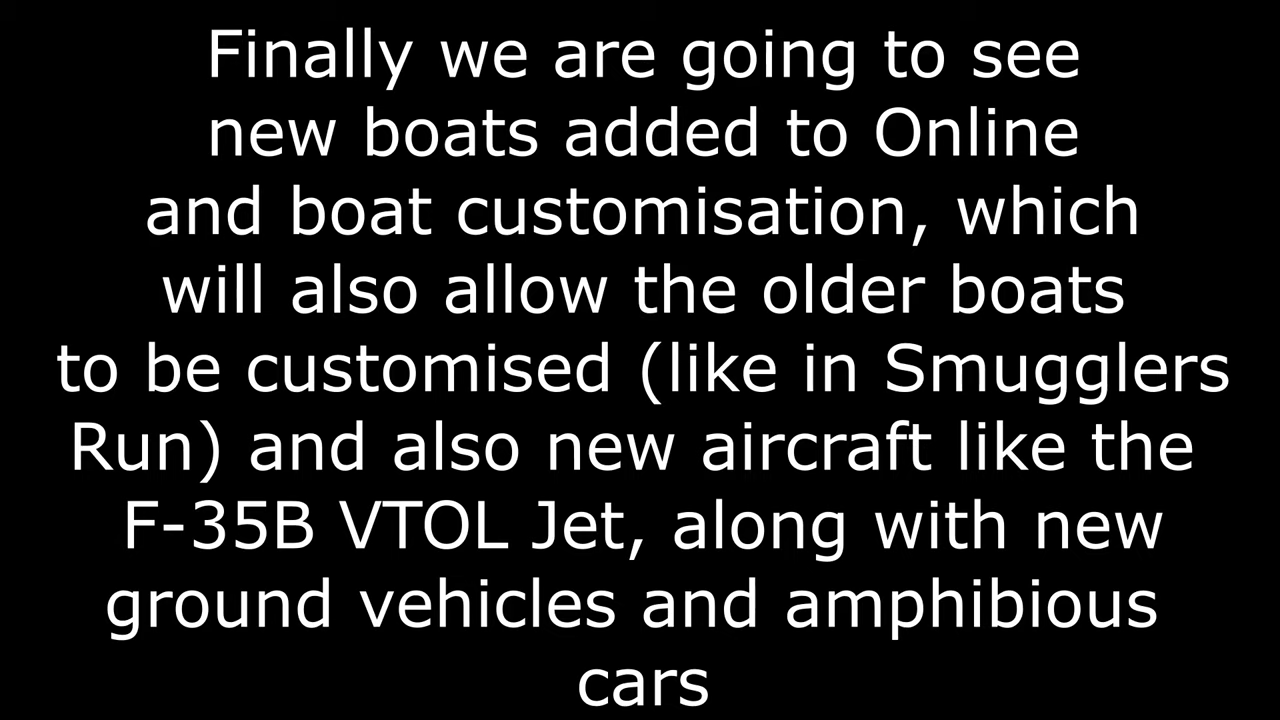 Finally we are going to see
new boats added to Online
and boat customisation, which
will also allow the older boats
to be customised (like in Smugglers
Run) and also new aircraft like the
F-35B VTOL Jet, along with new
ground vehicles and amphibious
cars